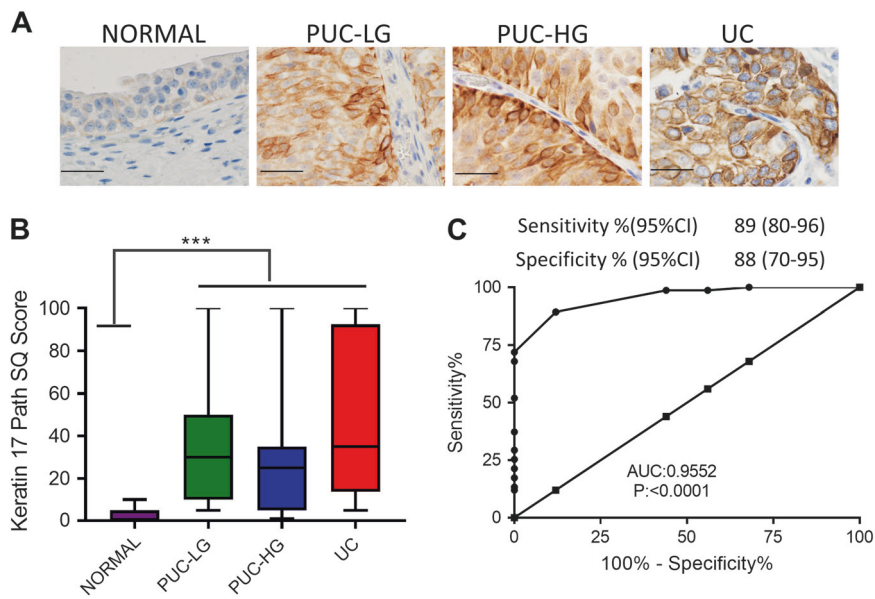 A
NORMAL
PUC-LG
PUC-HG
UC
B
***
Keratin 17 Path SQ Score
100
80
60
40
20
0
NORMAL
PUC-LG
PUC-HG
UC
C
Sensitivity %(95%CI) 89 (80-96)
Specificity % (95%CI) 88 (70-95)
Sensitivity%
100
75
50
25
0
AUC:0.9552
P:<0.0001
0 25 50 75 100
100% - Specificity%